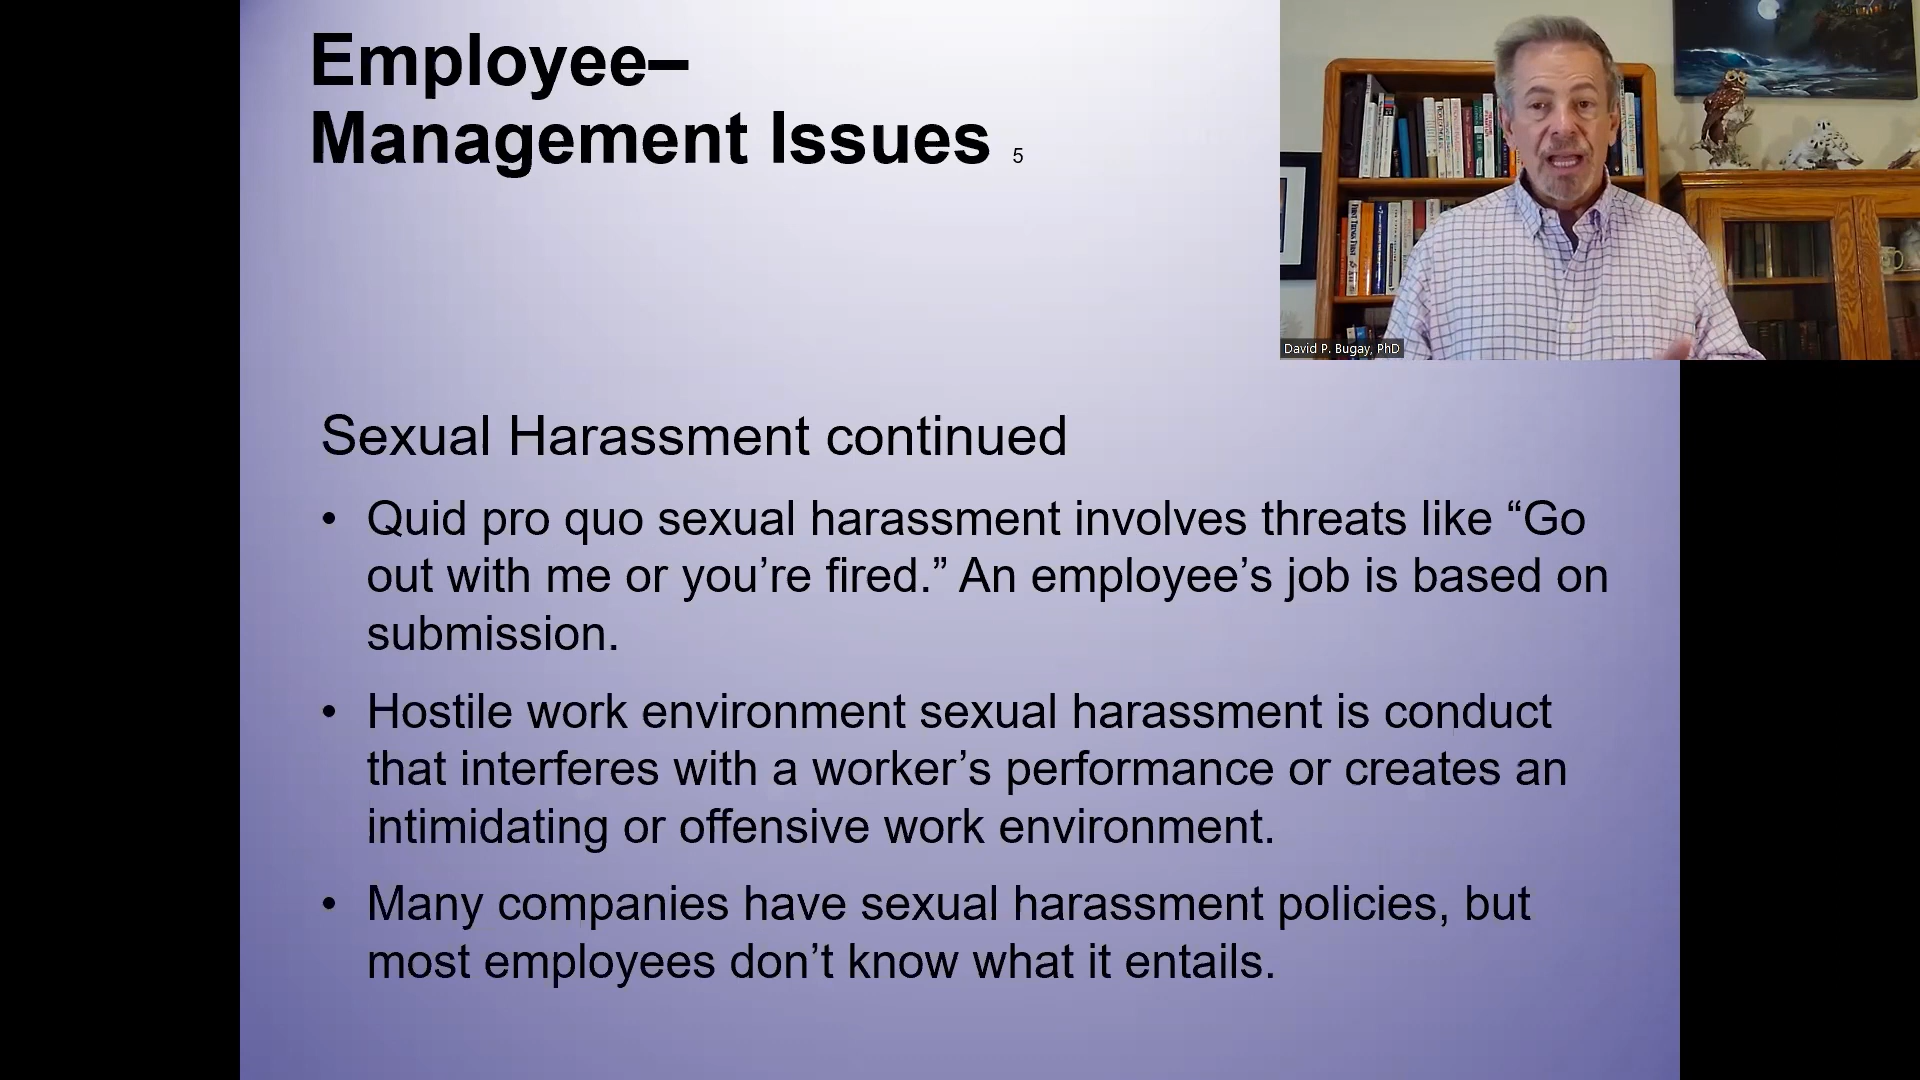 Employee–
Management Issues 5
David P. Bugay, PhD
Sexual Harassment continued
• Quid pro quo sexual harassment involves threats like “Go
out with me or you’re fired.” An employee’s job is based on
submission.
• Hostile work environment sexual harassment is conduct
that interferes with a worker’s performance or creates an
intimidating or offensive work environment.
• Many companies have sexual harassment policies, but
most employees don’t know what it entails.